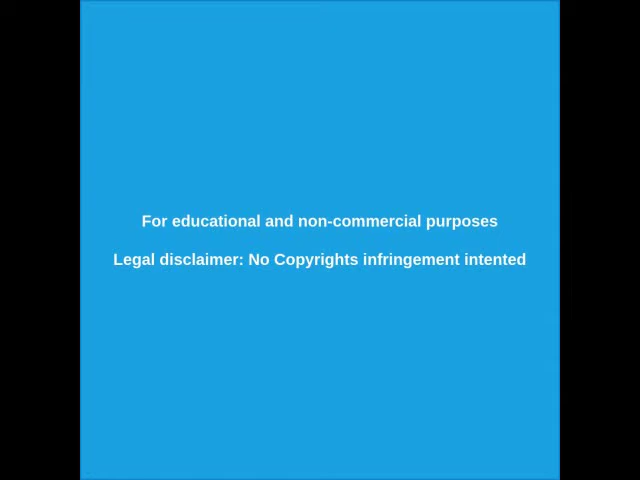 For educational and non-commercial purposes
Legal disclaimer: No Copyrights infringement intented